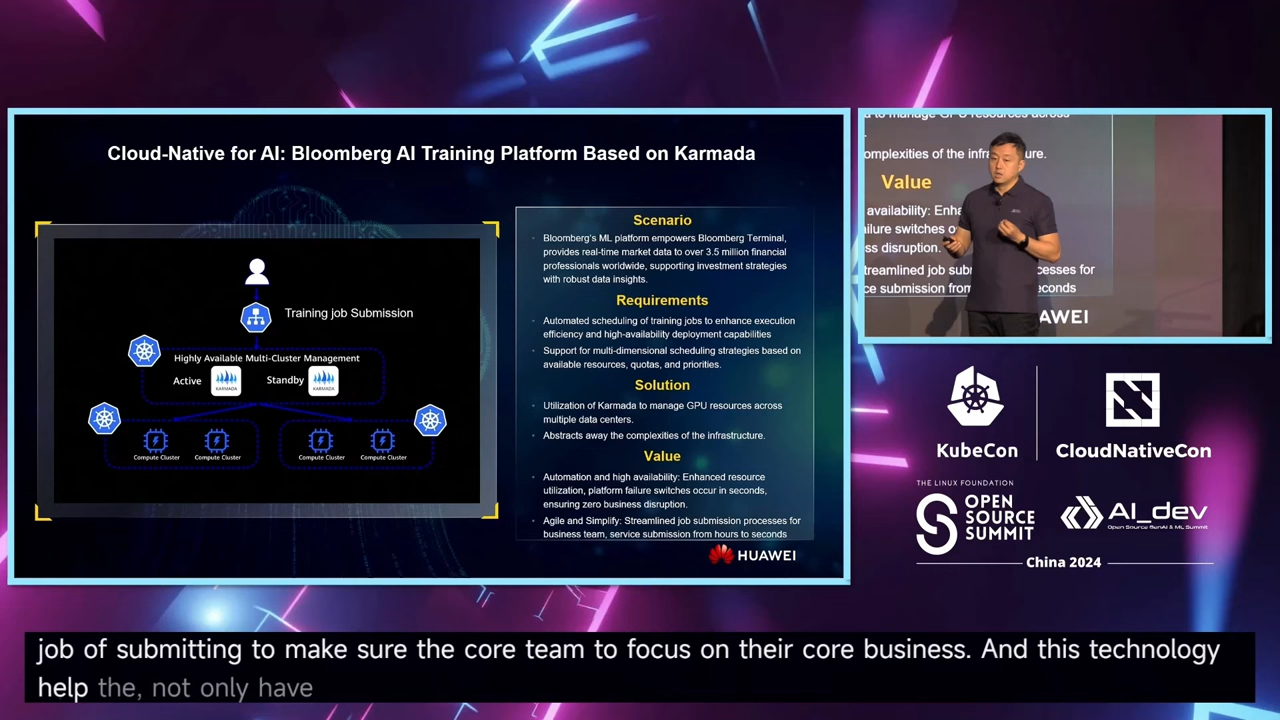 Cloud-Native for AI: Bloomberg AI Training Platform Based on Karmada
Training job Submission
Highly Available Multi-Cluster Management
Active
KARMADA
Standby
KARMADA
Compute Cluster
Compute Cluster
Compute Cluster
Compute Cluster
Scenario
Bloomberg's ML platform empowers Bloomberg Terminal,
provides real-time market data to over 3.5 million financial
professionals worldwide, supporting investment strategies
with robust data insights.
Requirements
Automated scheduling of training jobs to enhance execution
efficiency and high-availability deployment capabilities
Support for multi-dimensional scheduling strategies based on
available resources, quotas, and priorities.
Solution
Utilization of Karmada to manage GPU resources across
multiple data centers.
Abstracts away the complexities of the infrastructure.
Value
Automation and high availability: Enhanced resource
utilization, platform failure switches occur in seconds,
ensuring zero business disruption.
Agile and Simplify: Streamlined job submission processes for
business team, service submission from hours to seconds
HUAWEI
a to manage GPU resources across
omplexities of the infra ure.
Value
availability: Enha
ailure switches o
ss disruption.
treamlined job subm cesses for
ce submission from econds
AWEI
KubeCon
CloudNativeCon
THE LINUX FOUNDATION
OPEN
SOURCE
SUMMIT
AI_dev
Open Source GenAI & ML Summit
China 2024
job of submitting to make sure the core team to focus on their core business. And this technology
help the, not only have